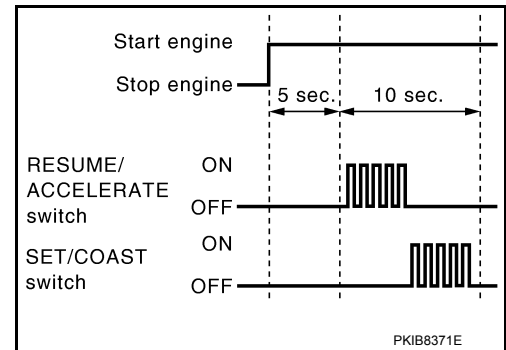 Start engine
Stop engine
5 sec. 10 sec.
RESUME/ ON
ACCELERATE
switch OFF
SET/COAST ON
switch OFF
PKIB8371E